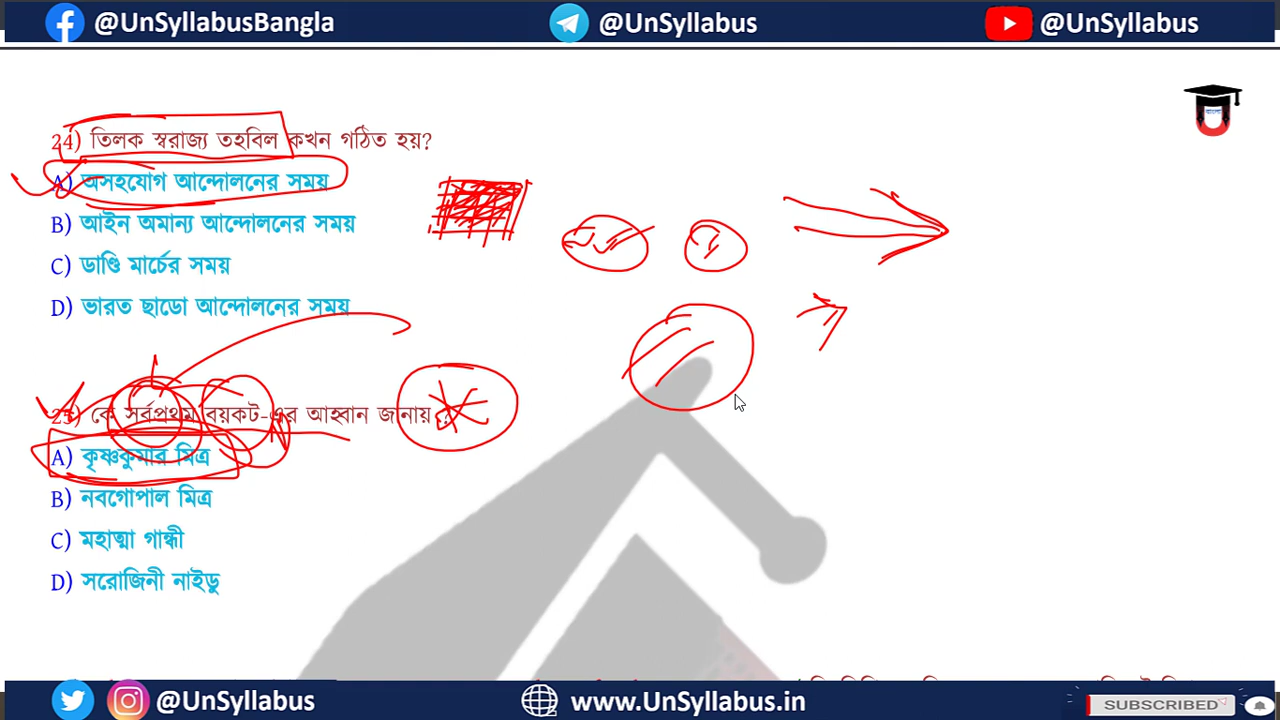 @UnSyllabusBangla @UnSyllabus @UnSyllabus
24) তিলক স্বরাজ্য তহবিল কখন গঠিত হয়?
A) অসহযোগ আন্দোলনের সময়
B) আইন অমান্য আন্দোলনের সময়
C) ডাণ্ডি মার্চের সময়
D) ভারত ছাডো আন্দোলনের সময়
25) কে সর্বপ্রথম বয়কট-এর আহ্বান জানায় ?
A) কৃষ্ণকুমার মিত্র
B) নবগোপাল মিত্র
C) মহাত্মা গান্ধী
D) সরোজিনী নাইডু
@UnSyllabus www.UnSyllabus.in SUBSCRIBED